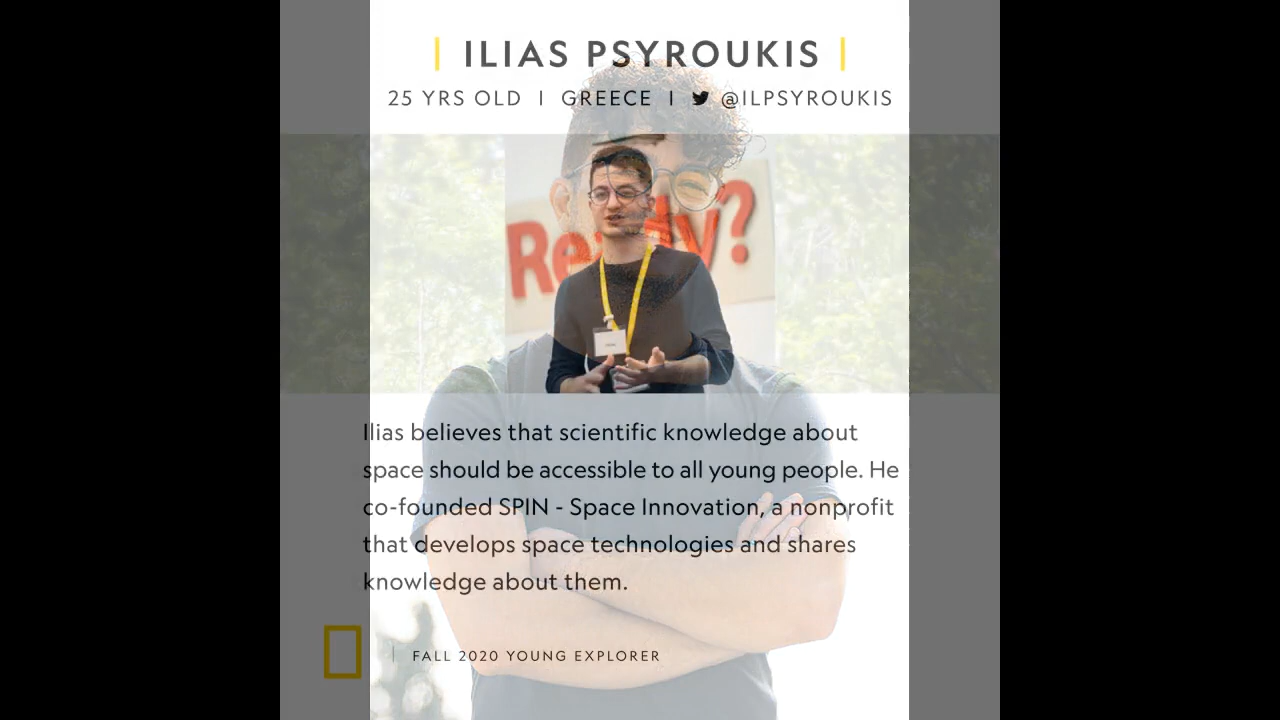 | ILIAS PSYROUKIS |
25 YRS OLD | GREECE | @ILPSYROUKIS
Ready?
Ilias believes that scientific knowledge about
space should be accessible to all young people. He
co-founded SPIN - Space Innovation, a nonprofit
that develops space technologies and shares
knowledge about them.
FALL 2020 YOUNG EXPLORER